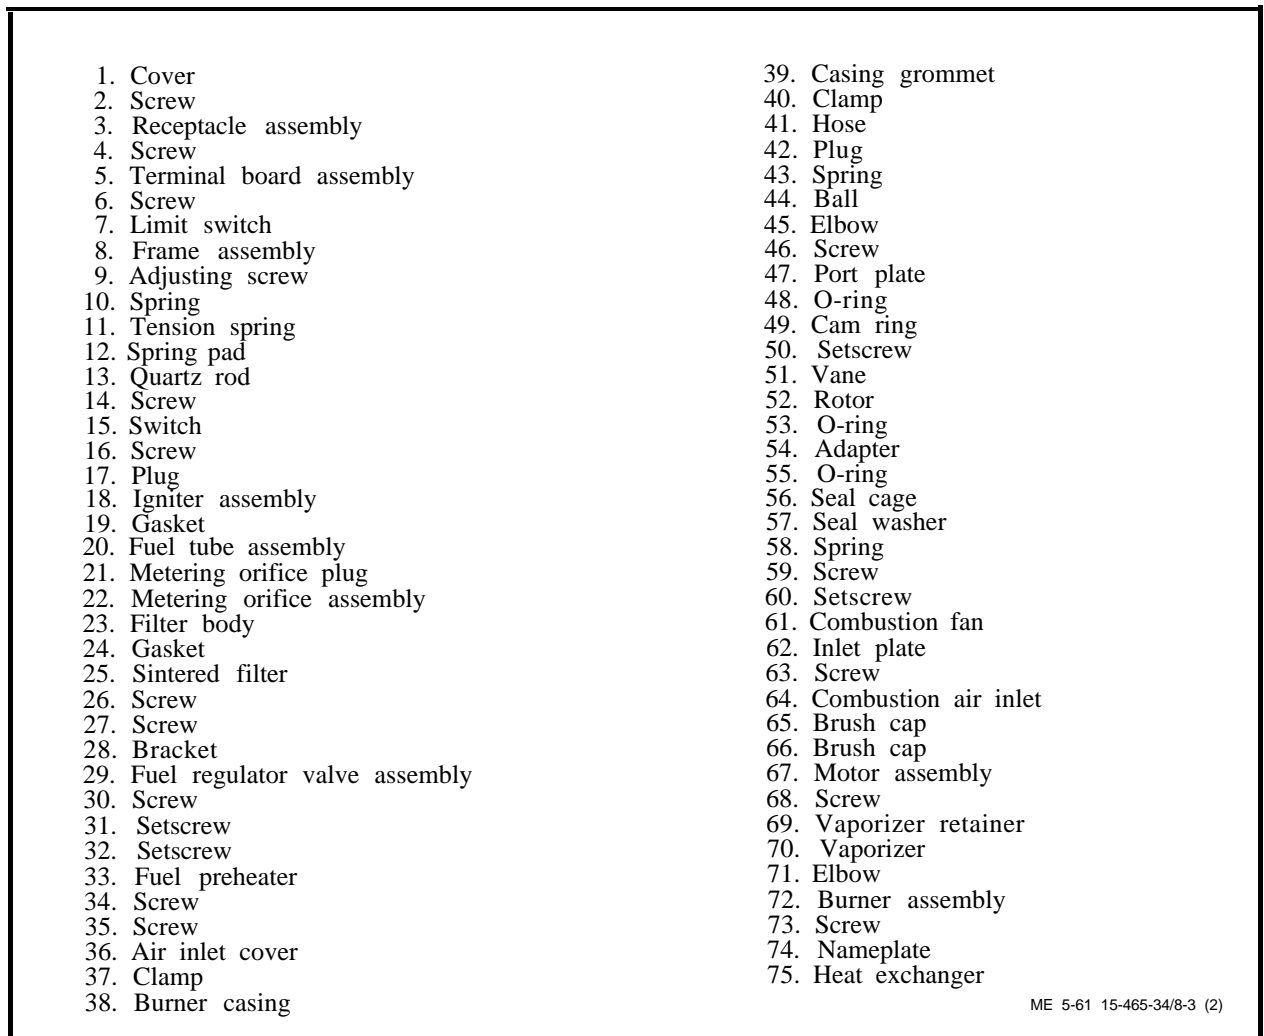 1. Cover
2. Screw
3. Receptacle assembly
4. Screw
5. Terminal board assembly
6. Screw
7. Limit switch
8. Frame assembly
9. Adjusting screw
10. Spring
11. Tension spring
12. Spring pad
13. Quartz rod
14. Screw
15. Switch
16. Screw
17. Plug
18. Igniter assembly
19. Gasket
20. Fuel tube assembly
21. Metering orifice plug
22. Metering orifice assembly
23. Filter body
24. Gasket
25. Sintered filter
26. Screw
27. Screw
28. Bracket
29. Fuel regulator valve assembly
30. Screw
31. Setscrew
32. Setscrew
33. Fuel preheater
34. Screw
35. Screw
36. Air inlet cover
37. Clamp
38. Burner casing
39. Casing grommet
40. Clamp
41. Hose
42. Plug
43. Spring
44. Ball
45. Elbow
46. Screw
47. Port plate
48. O-ring
49. Cam ring
50. Setscrew
51. Vane
52. Rotor
53. O-ring
54. Adapter
55. O-ring
56. Seal cage
57. Seal washer
58. Spring
59. Screw
60. Setscrew
61. Combustion fan
62. Inlet plate
63. Screw
64. Combustion air inlet
65. Brush cap
66. Brush cap
67. Motor assembly
68. Screw
69. Vaporizer retainer
70. Vaporizer
71. Elbow
72. Burner assembly
73. Screw
74. Nameplate
75. Heat exchanger
ME 5-61 15-465-34/8-3 (2)